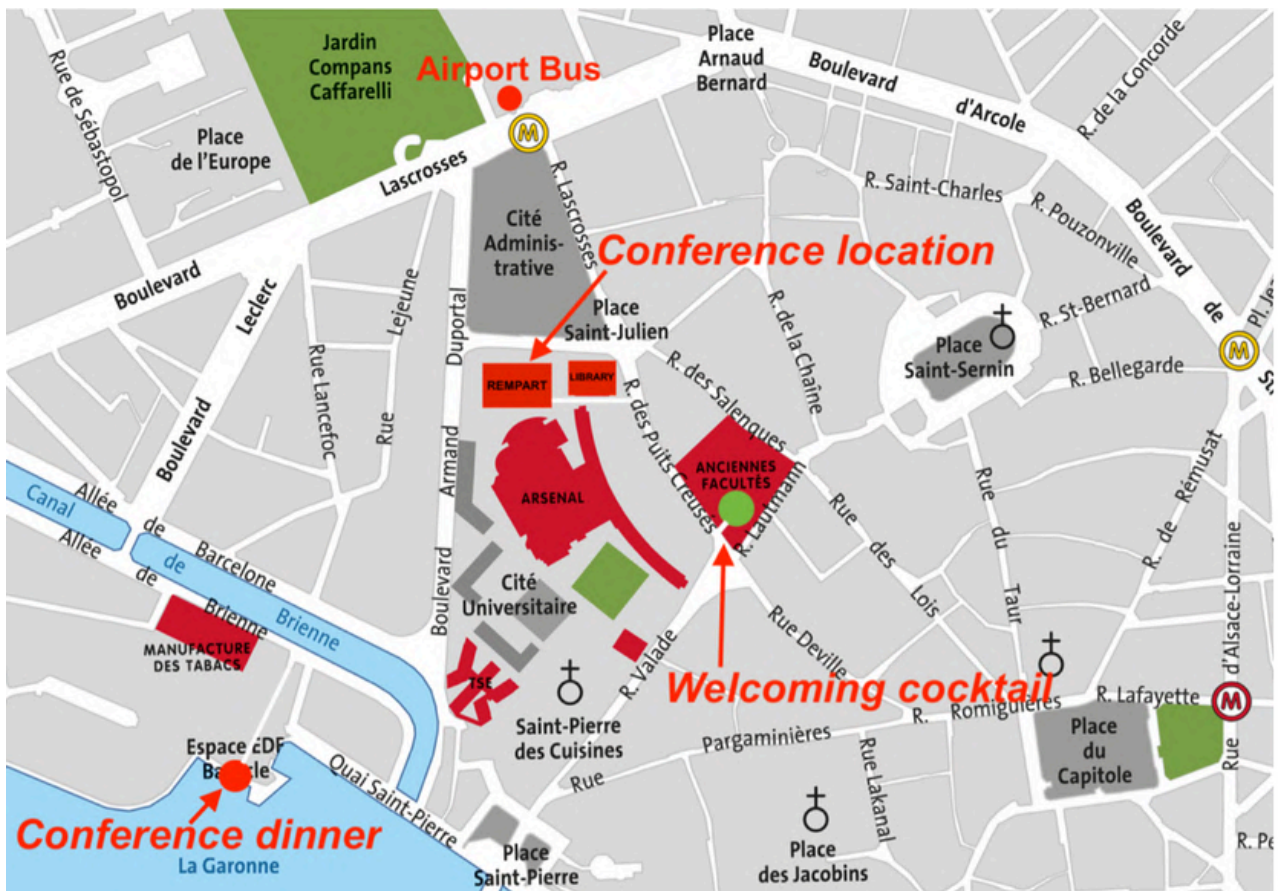 Jardin
Compans
Caffarelli
Airport Bus
M
Place
Arnaud
Bernard
Boulevard
d'Arcole
R. de la Concorde
Rue de Sébastopol
Place
de l'Europe
Lascrosses
Boulevard
R. Lascrosses
Cité
Adminis-
trative
R. Saint-Charles
R. Pouzonville
Boulevard
de
Conference location
Leclerc
Boulevard
Rue Lancefoc
Lejeune
Rue
Duportal
Armand
Boulevard
Place
Saint-Julien
R. de la Chaîne
Place
Saint-Sernin
R. St-Bernard
R. Bellegarde
M
REMPART
LIBRARY
R. des Salenques
R. des Puits Creusés
ANCIENNES
FACULTÉS
R. Lautmann
ARSENAL
Rue
des
Lois
Rue
du
Taur
R. de Rémusat
Rue
d'Alsace-Lorraine
Canal
de
Brienne
Allée
de
Barcelone
Allée
de
Brienne
MANUFACTURE
DES TABACS
Cité
Universitaire
TSE
R. Valade
Rue Deville
Welcoming cocktail
Saint-Pierre
des Cuisines
Rue
Pargaminières
R.
Romiguières
R. Lafayette
M
Place
du
Capitole
Rue Lakanal
Espace EDF
Quai Saint-Pierre
Conference dinner
La Garonne
Place
Saint-Pierre
Place
des Jacobins